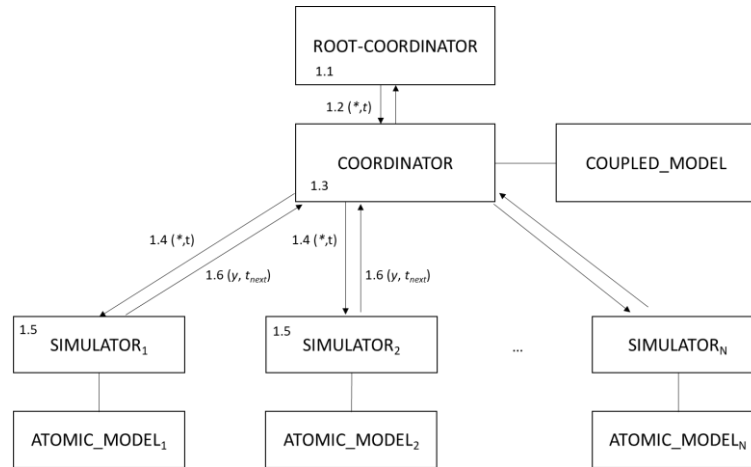 ROOT-COORDINATOR
1.1
1.2 (*,t)
COORDINATOR
1.3
COUPLED_MODEL
1.4 (*,t)
1.4 (*,t)
1.6 (y, tnext)
1.6 (y, tnext)
1.5
SIMULATOR1
1.5
SIMULATOR2
...
SIMULATORN
ATOMIC_MODEL1
ATOMIC_MODEL2
ATOMIC_MODELN